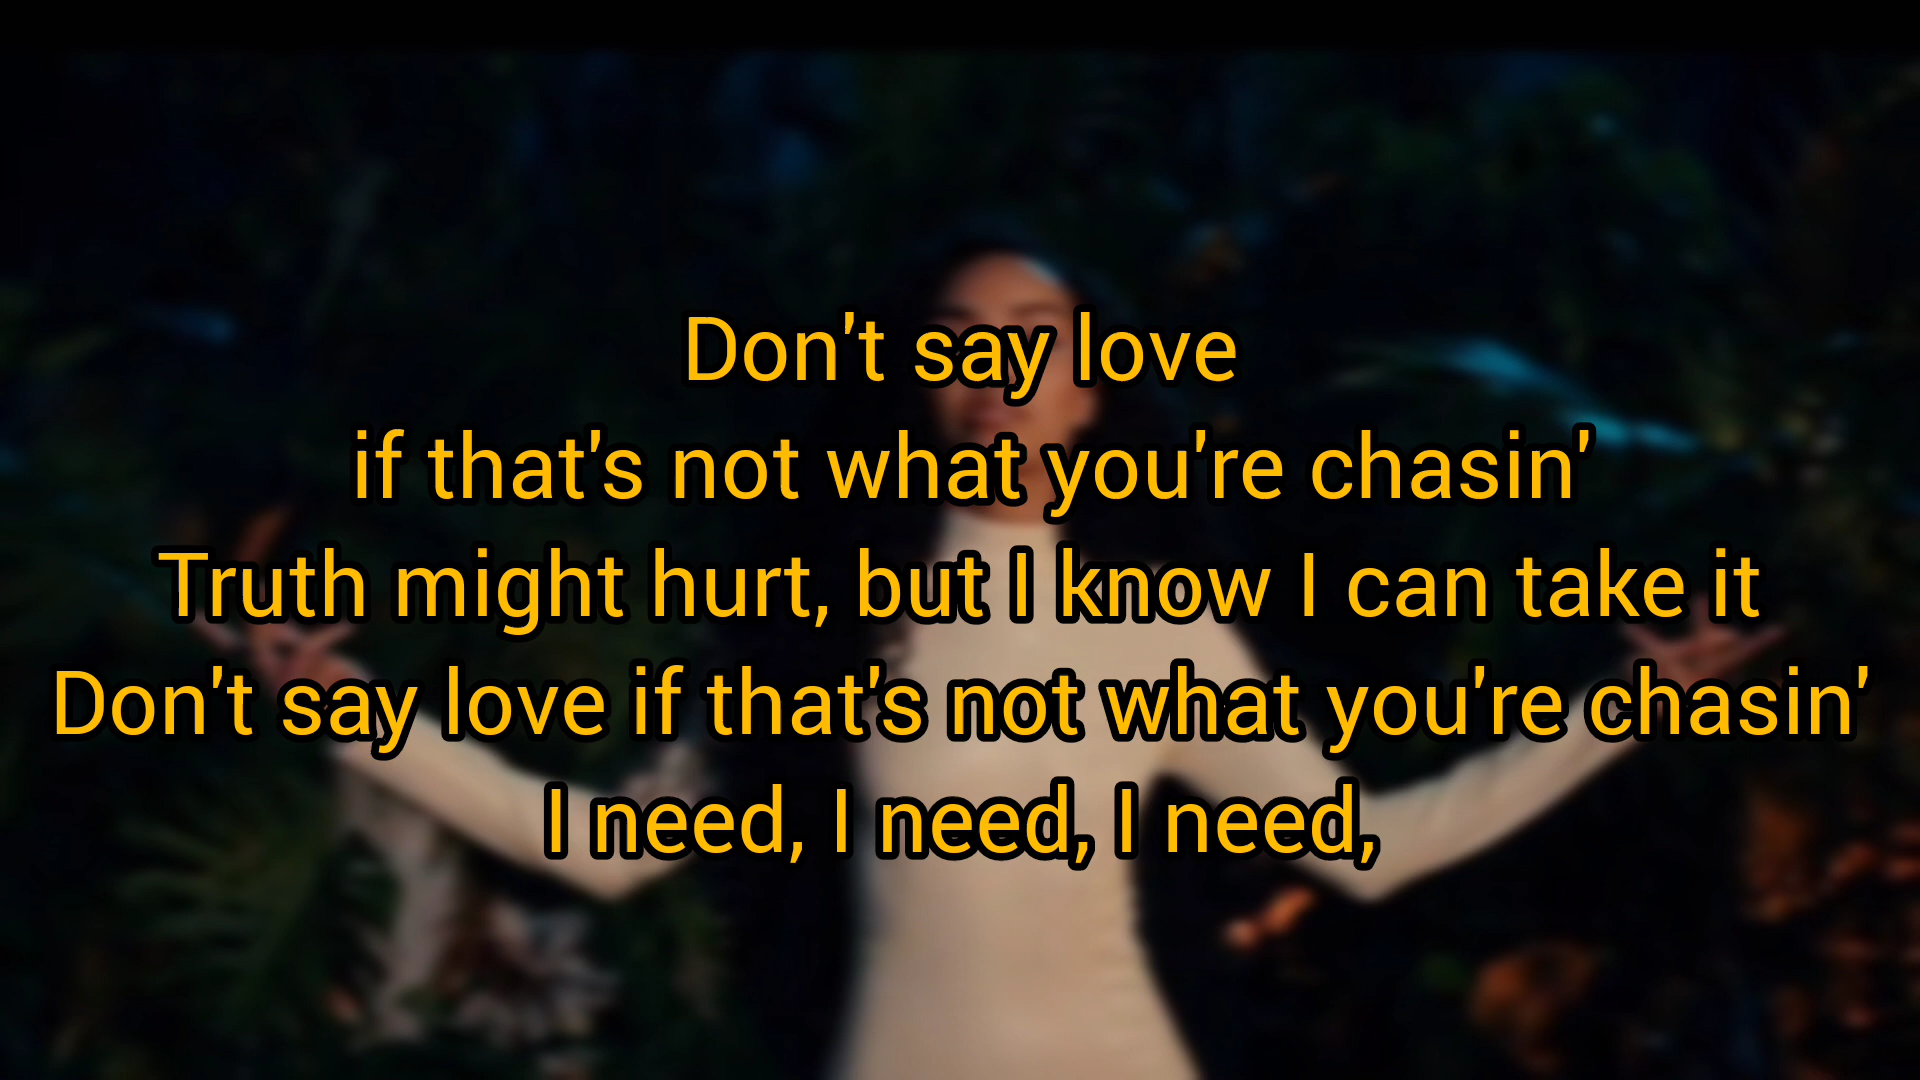 Don't say love
if that's not what you're chasin'
Truth might hurt, but I know I can take it
Don't say love if that's not what you're chasin'
I need, I need, I need,